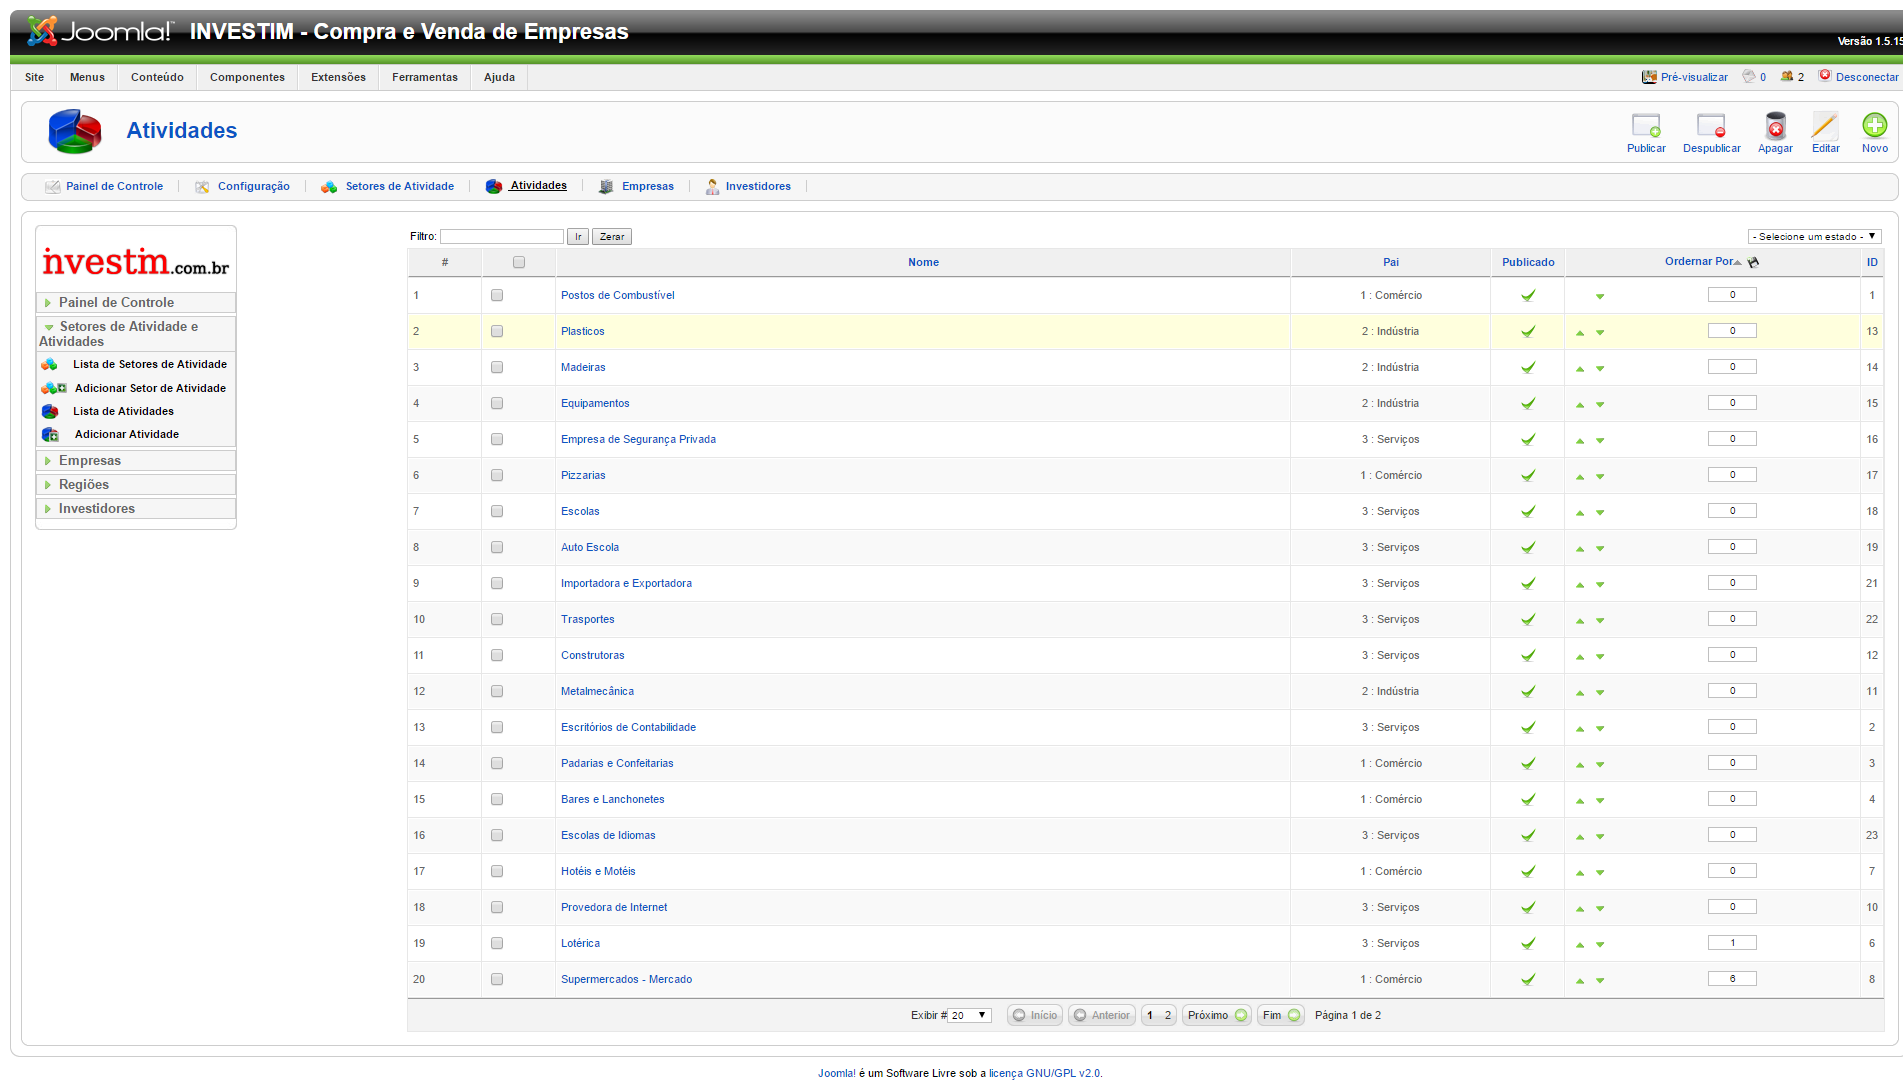 Joomla! INVESTIM - Compra e Venda de Empresas
Versão 1.5.15
Site Menus Conteúdo Componentes Extensões Ferramentas Ajuda Pré-visualizar 0 2 Desconectar
Atividades
Publicar Despublicar Apagar Editar Novo
Painel de Controle Configuração Setores de Atividade Atividades Empresas Investidores
investim.com.br
Painel de Controle
Setores de Atividade e
Atividades
Lista de Setores de Atividade
Adicionar Setor de Atividade
Lista de Atividades
Adicionar Atividade
Empresas
Regiões
Investidores
Filtro: Ir Zerar - Selecione um estado -
# Nome Pai Publicado Ordernar Por ID
1 Postos de Combustível 1 : Comércio 0 1
2 Plasticos 2 : Indústria 0 13
3 Madeiras 2 : Indústria 0 14
4 Equipamentos 2 : Indústria 0 15
5 Empresa de Segurança Privada 3 : Serviços 0 16
6 Pizzarias 1 : Comércio 0 17
7 Escolas 3 : Serviços 0 18
8 Auto Escola 3 : Serviços 0 19
9 Importadora e Exportadora 3 : Serviços 0 21
10 Trasportes 3 : Serviços 0 22
11 Construtoras 3 : Serviços 0 12
12 Metalmecânica 2 : Indústria 0 11
13 Escritórios de Contabilidade 3 : Serviços 0 2
14 Padarias e Confeitarias 1 : Comércio 0 3
15 Bares e Lanchonetes 1 : Comércio 0 4
16 Escolas de Idiomas 3 : Serviços 0 23
17 Hotéis e Motéis 1 : Comércio 0 7
18 Provedora de Internet 3 : Serviços 0 10
19 Lotérica 3 : Serviços 1 6
20 Supermercados - Mercado 1 : Comércio 6 8
Exibir # 20 Início Anterior 1 2 Próximo Fim Página 1 de 2
Joomla! é um Software Livre sob a licença GNU/GPL v2.0.